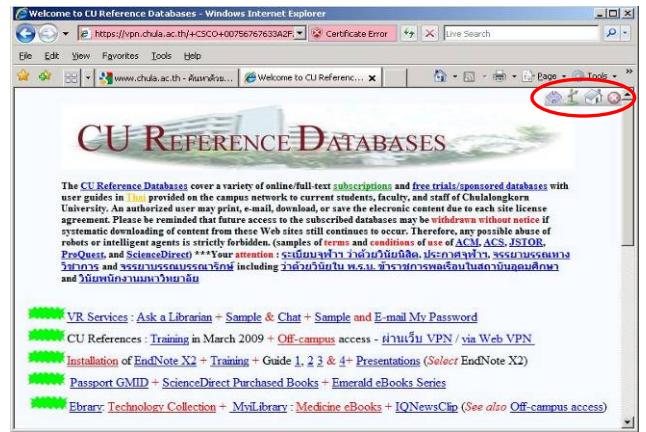 Welcome to CU Reference Databases - Windows Internet Explorer
https://vpn.chula.ac.th/+CSCO+00756767633A2F. Certificate Error Live Search
File Edit View Favorites Tools Help
www.chula.ac.th - ค้นหาด้วย... Welcome to CU Referenc... Page Tools
CU REFERENCE DATABASES
The CU Reference Databases cover a variety of online/full-text subscriptions and free trials/sponsored databases with
user guides in Thai provided on the campus network to current students, faculty, and staff of Chulalongkorn
University. An authorized user may print, e-mail, download, or save the elecronic content due to each site license
agreement. Please be reminded that future access to the subscribed databases may be withdrawn without notice if
systematic downloading of content from these Web sites still continues to occur. Therefore, any possible abuse of
robots or intelligent agents is strictly forbidden. (samples of terms and conditions of use of ACM, ACS, JSTOR,
ProQuest, and ScienceDirect) ***Your attention : ระเบียบจุฬาฯ ว่าด้วยวินัยนิสิต, ประกาศจุฬาฯ, จรรยาบรรณทาง
วิชาการ and จรรยาบรรณบรรณารักษ์ including ว่าด้วยวินัยใน พ.ร.บ. ข้าราชการพลเรือนในสถาบันอุดมศึกษา
and วินัยพนักงานมหาวิทยาลัย
VR Services : Ask a Librarian + Sample & Chat + Sample and E-mail My Password
CU References : Training in March 2009 + Off-campus access - ผ่านเว็บ VPN / via Web VPN
Installation of EndNote X2 + Training + Guide 1, 2 3 & 4+ Presentations (Select EndNote X2)
Passport GMID + ScienceDirect Purchased Books + Emerald eBooks Series
Ebrary: Technology Collection + MyiLibrary : Medicine eBooks + IQNewsClip (See also Off-campus access)